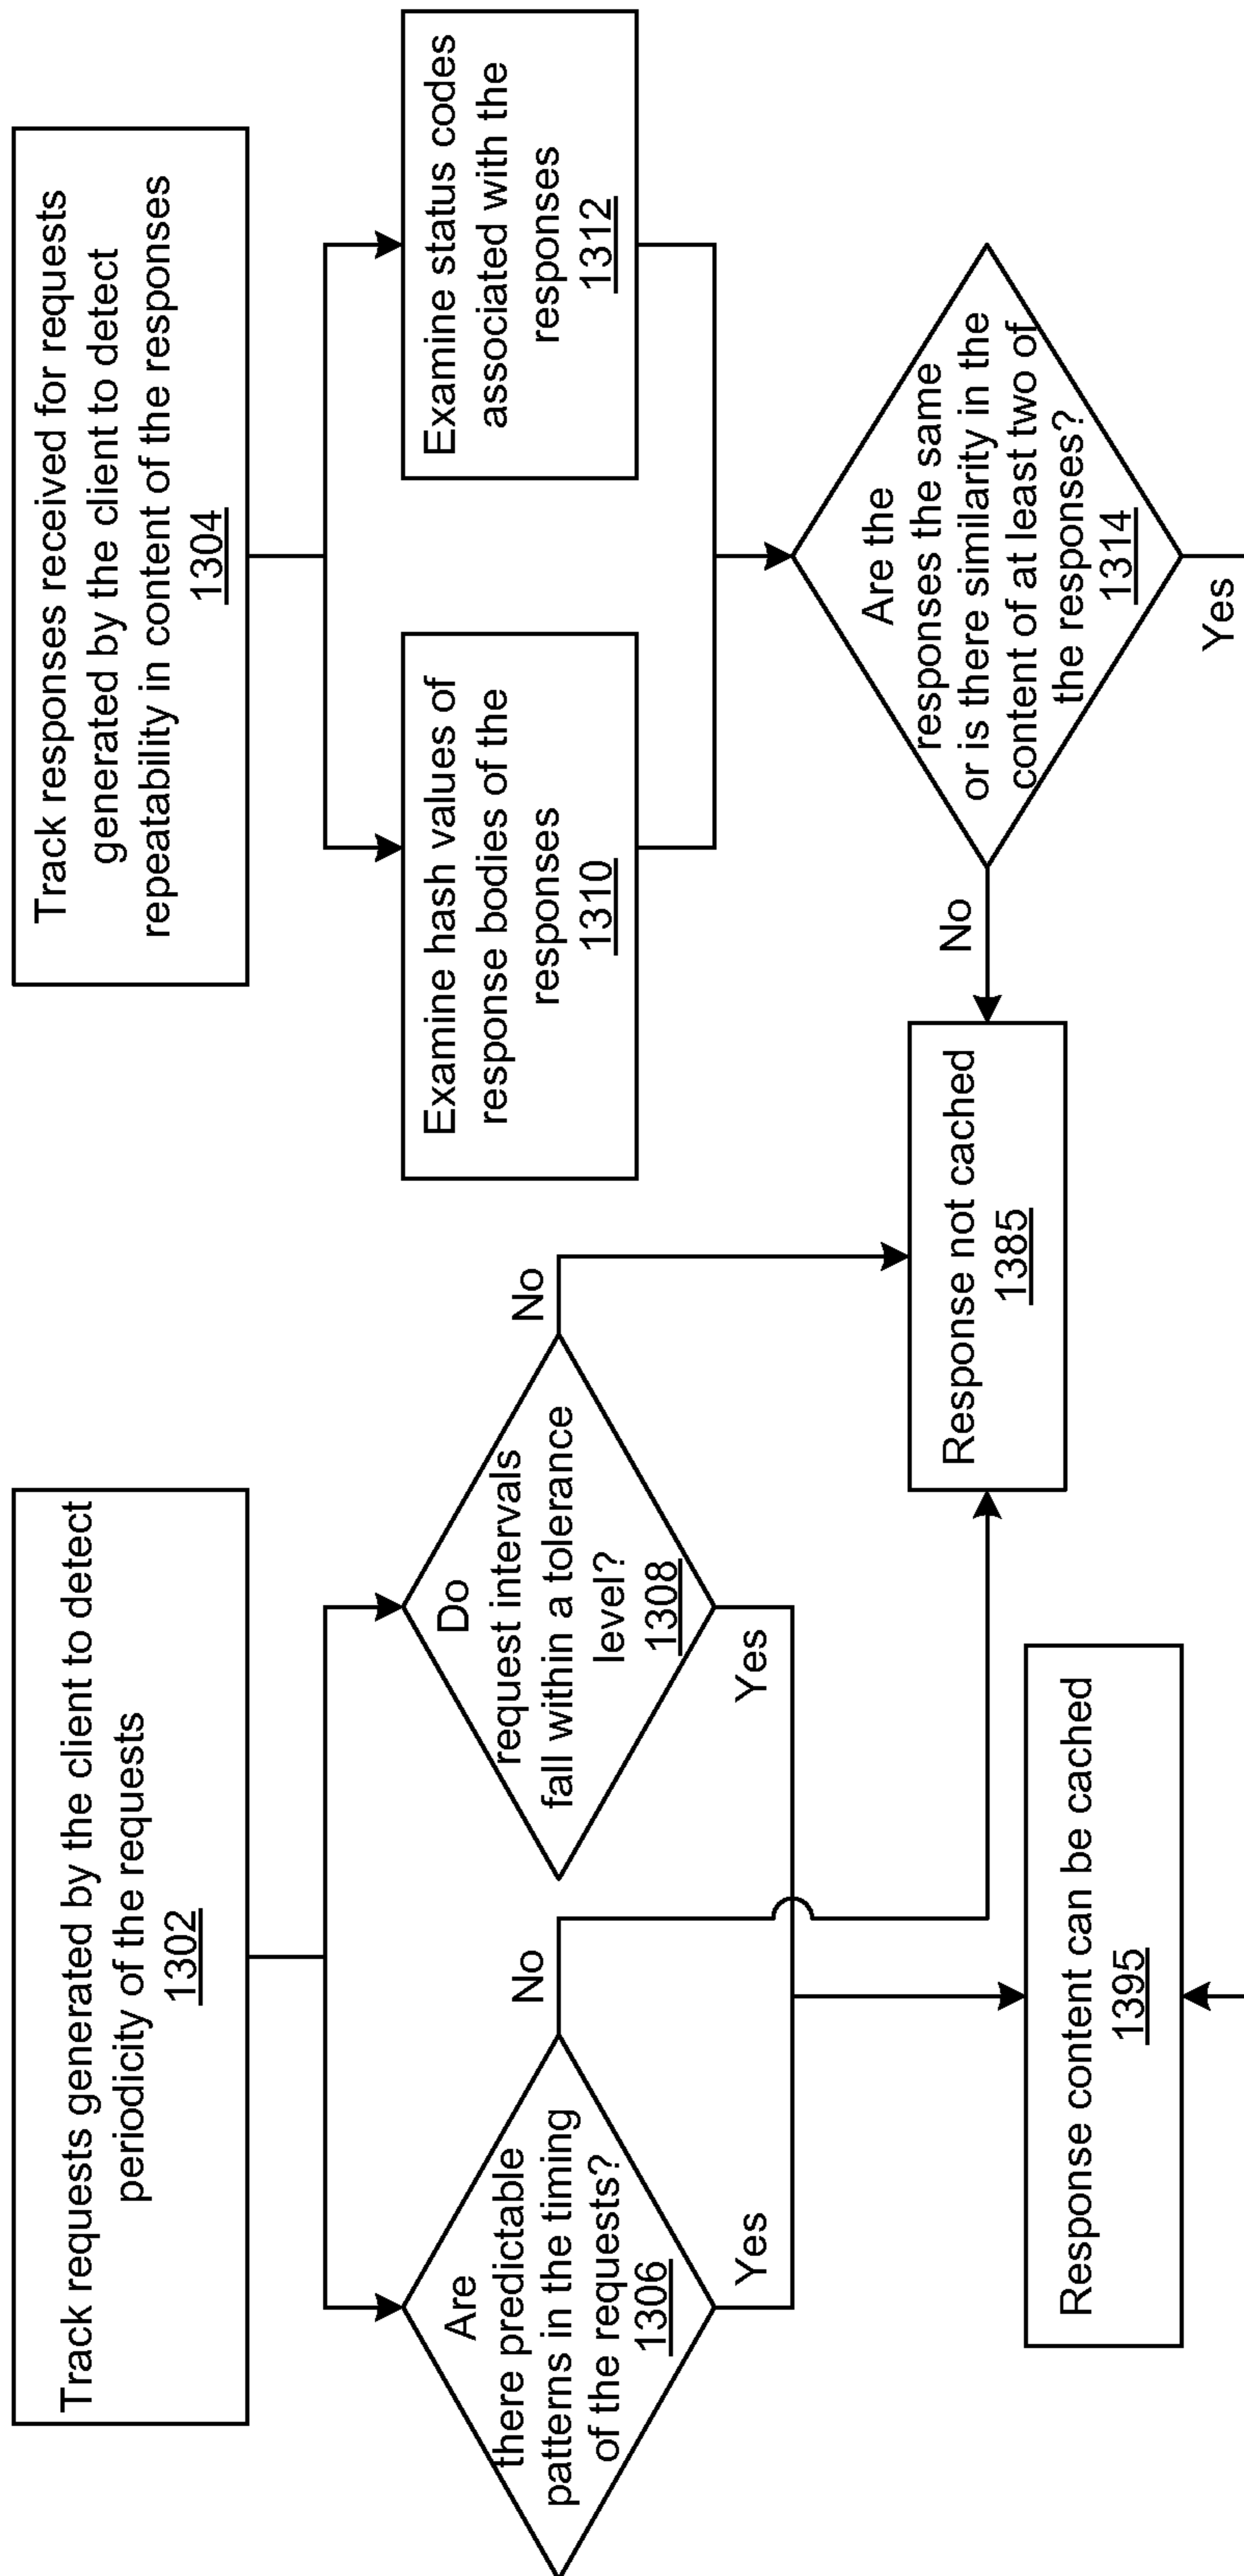 Track requests generated by the client to detect
periodicity of the requests
1302
Are
there predictable
patterns in the timing
of the requests?
1306
No
Yes
Do
request intervals
fall within a tolerance
level?
1308
No
Yes
Response content can be cached
1395
Response not cached
1385
Track responses received for requests
generated by the client to detect
repeatability in content of the responses
1304
Examine hash values of
response bodies of the
responses
1310
Examine status codes
associated with the
responses
1312
Are the
responses the same
or is there similarity in the
content of at least two of
the responses?
1314
No
Yes